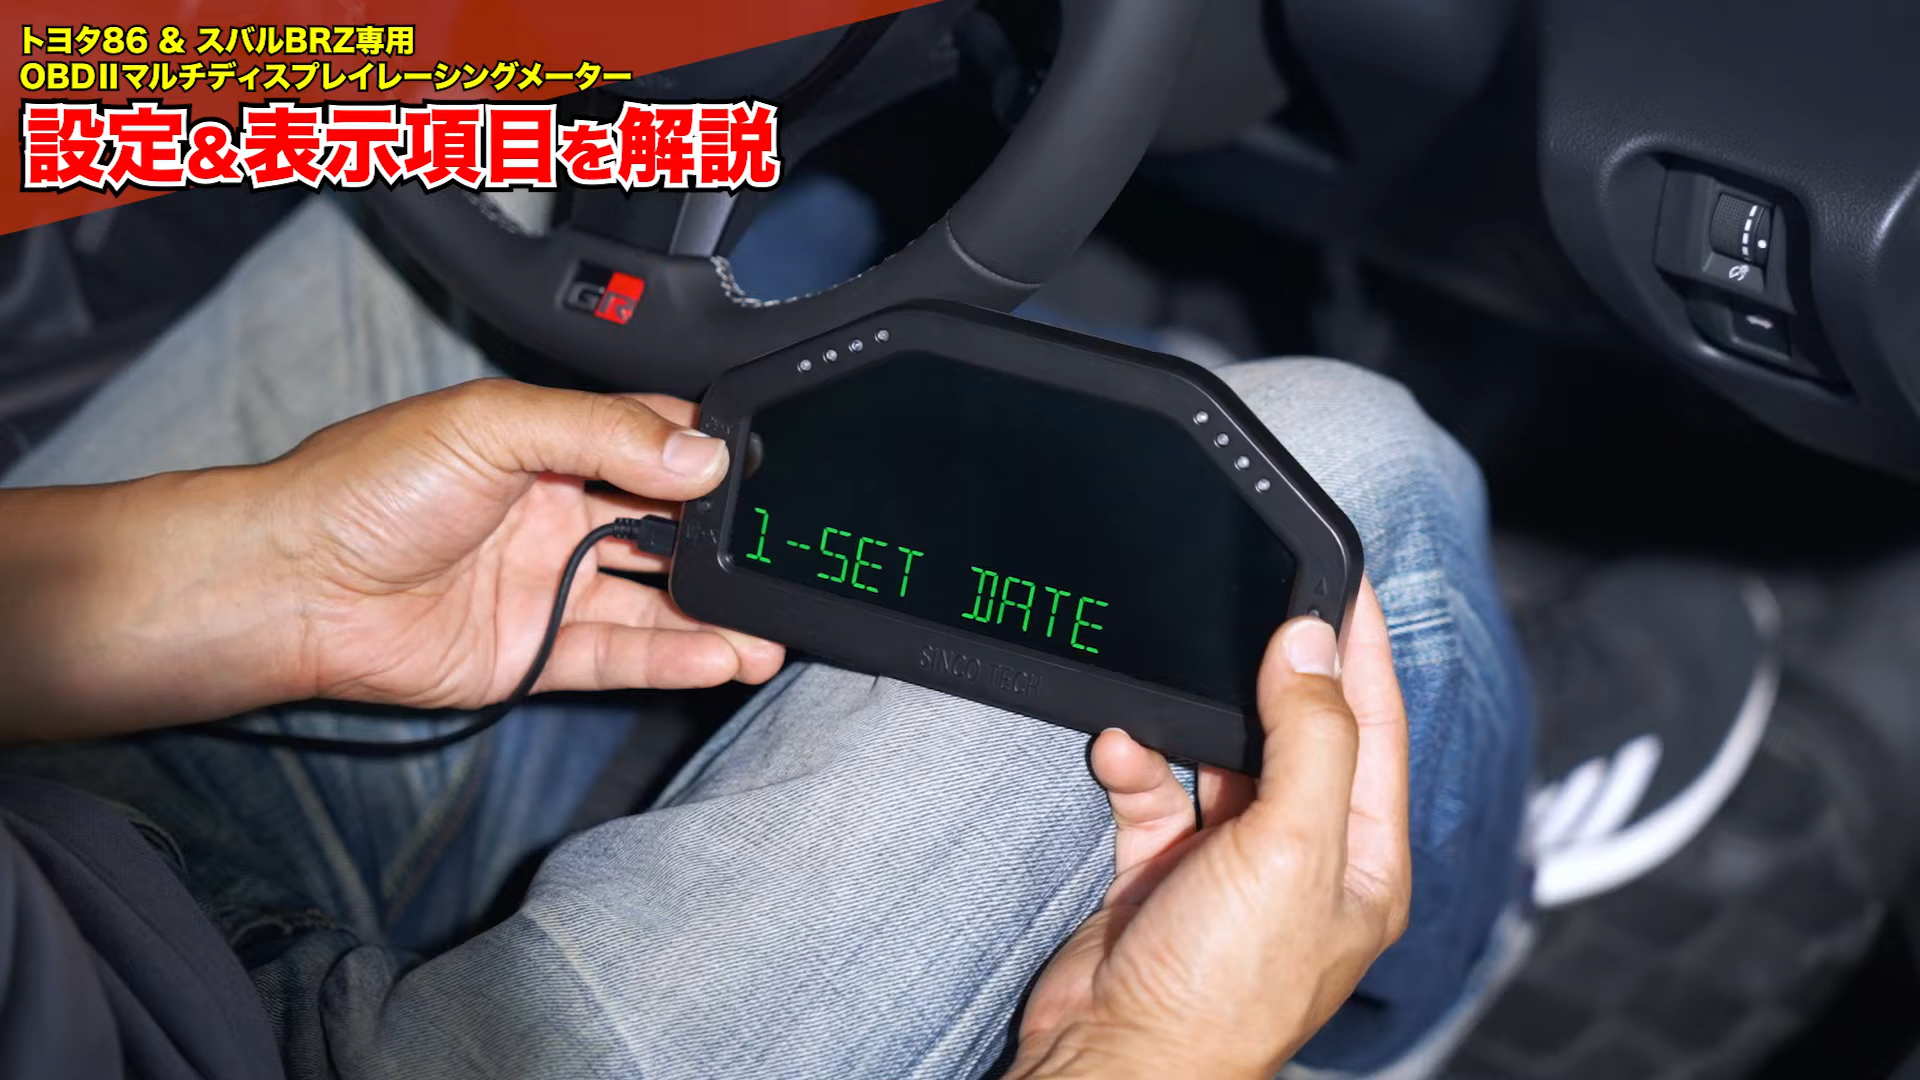 トヨタ86 & スバルBRZ専用
OBDIIマルチディスプレイレーシングメーター
設定&表示項目を解説
GR
1-SET DATE
SINCO TECH